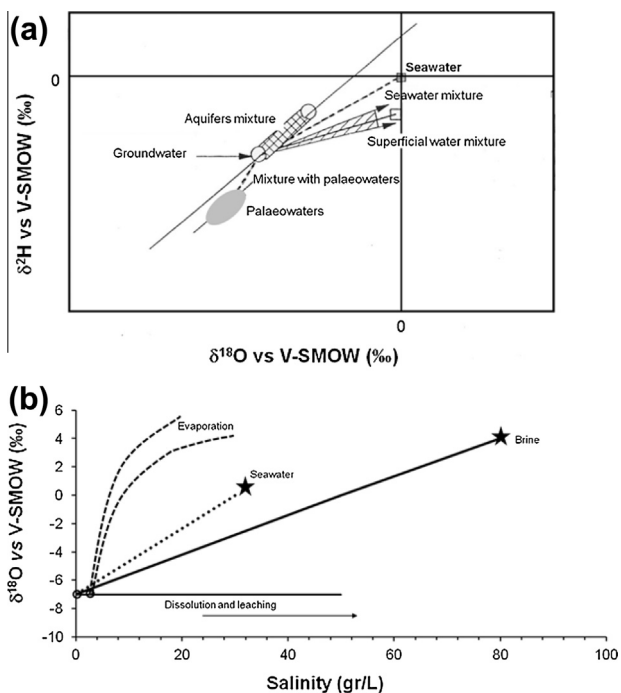 (a)
Seawater
0
Seawater mixture
Aquifers mixture
Superficial water mixture
Groundwater
Mixture with palaeowaters
Palaeowaters
δ²H vs V-SMOW (‰)
0
δ¹⁸O vs V-SMOW (‰)
(b)
6
Evaporation
Brine
4
2
Seawater
0
-2
-4
-6
-8
Dissolution and leaching
-10
δ¹⁸O vs V-SMOW (‰)
0 20 40 60 80 100
Salinity (gr/L)